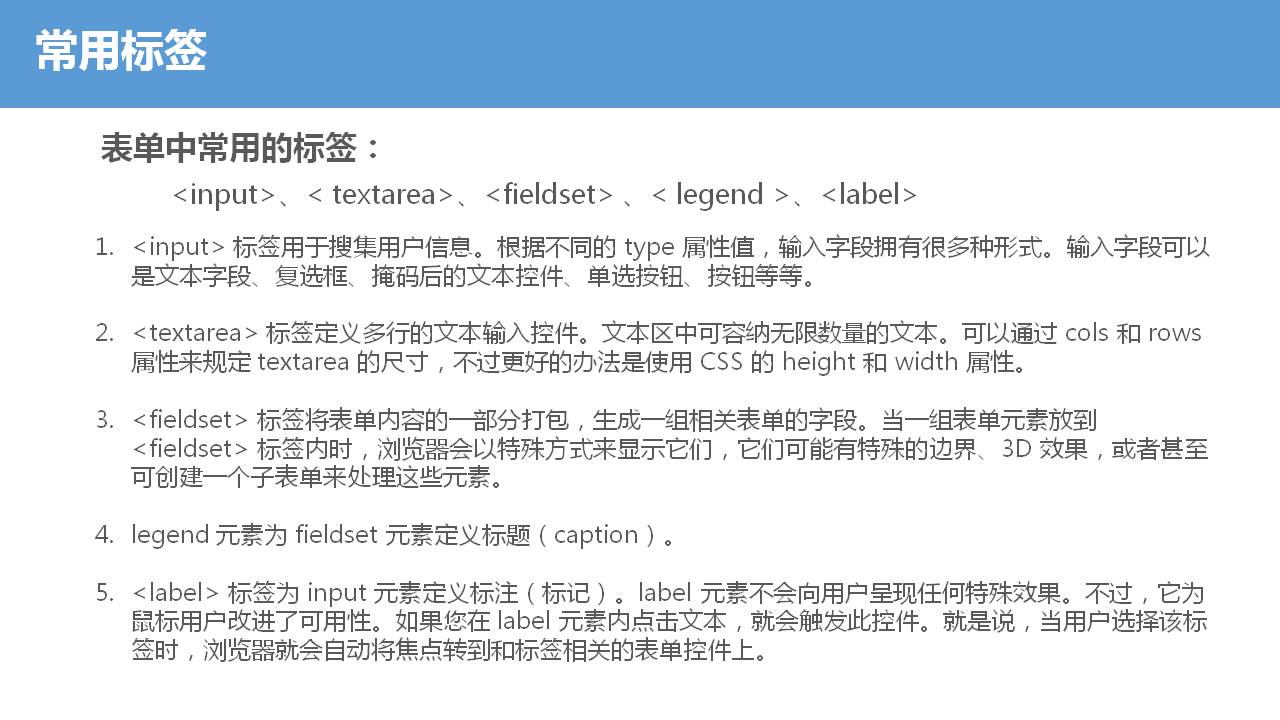 常用标签
表单中常用的标签：
<input>、< textarea>、<fieldset> 、< legend >、<label>
1. <input> 标签用于搜集用户信息。根据不同的 type 属性值，输入字段拥有很多种形式。输入字段可以
是文本字段、复选框、掩码后的文本控件、单选按钮、按钮等等。
2. <textarea> 标签定义多行的文本输入控件。文本区中可容纳无限数量的文本。可以通过 cols 和 rows
属性来规定 textarea 的尺寸，不过更好的办法是使用 CSS 的 height 和 width 属性。
3. <fieldset> 标签将表单内容的一部分打包，生成一组相关表单的字段。当一组表单元素放到
<fieldset> 标签内时，浏览器会以特殊方式来显示它们，它们可能有特殊的边界、3D 效果，或者甚至
可创建一个子表单来处理这些元素。
4. legend 元素为 fieldset 元素定义标题（caption）。
5. <label> 标签为 input 元素定义标注（标记）。label 元素不会向用户呈现任何特殊效果。不过，它为
鼠标用户改进了可用性。如果您在 label 元素内点击文本，就会触发此控件。就是说，当用户选择该标
签时，浏览器就会自动将焦点转到和标签相关的表单控件上。